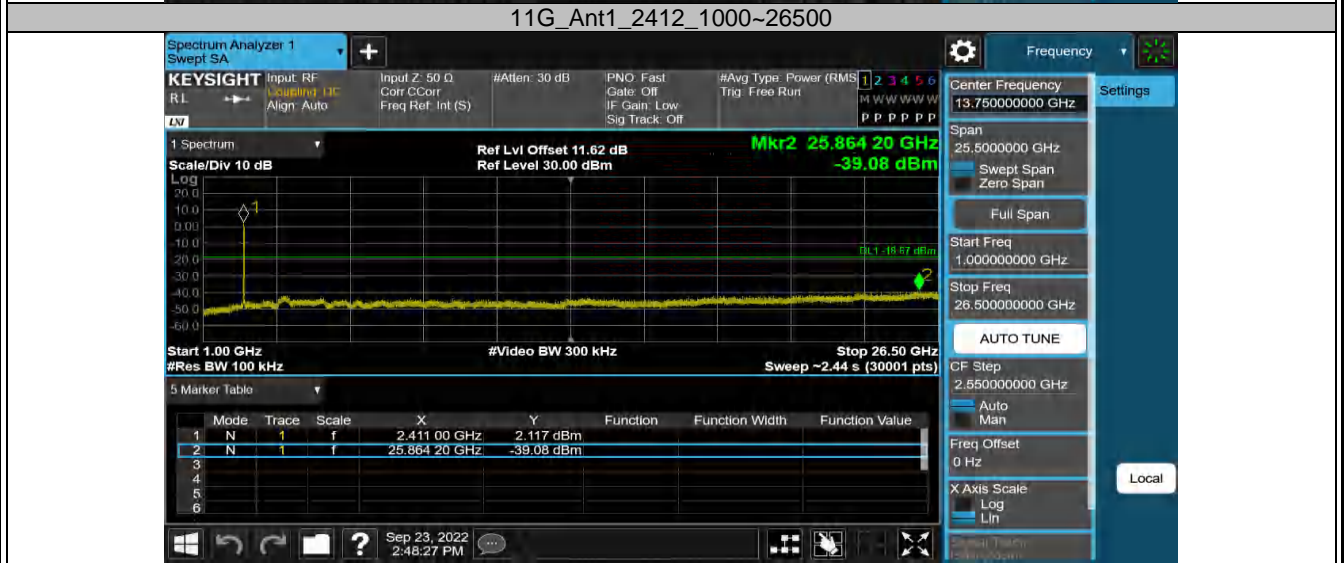 11G_Ant1_2412_1000~26500
Spectrum Analyzer 1
Swept SA
+
Frequency
KEYSIGHT
RL
LXI
Input: RF
Coupling: DC
Align: Auto
Input Z: 50 Ω
Corr CCorr
Freq Ref: Int (S)
#Atten: 30 dB
PNO: Fast
Gate: Off
IF Gain: Low
Sig Track: Off
#Avg Type: Power (RMS
Trig: Free Run
1 2 3 4 5 6
M W W W W W
P P P P P P
Center Frequency
13.750000000 GHz
Settings
1 Spectrum
Scale/Div 10 dB
Ref Lvl Offset 11.62 dB
Ref Level 30.00 dBm
Mkr2 25.864 20 GHz
-39.08 dBm
Log
20.0
10.0
0.00
-10.0
-20.0
-30.0
-40.0
-50.0
-60.0
1
2
Start 1.00 GHz
#Res BW 100 kHz
#Video BW 300 kHz
Stop 26.50 GHz
Sweep ~2.44 s (30001 pts)
Span
25.5000000 GHz
Swept Span
Zero Span
Full Span
Start Freq
1.000000000 GHz
Stop Freq
26.500000000 GHz
AUTO TUNE
CF Step
2.550000000 GHz
Auto
Man
Freq Offset
0 Hz
X Axis Scale
Log
Lin
Local
5 Marker Table
Mode Trace Scale X Y Function Function Width Function Value
1 N 1 f 2.411 00 GHz 2.117 dBm
2 N 1 f 25.864 20 GHz -39.08 dBm
3
4
5
6
?
Sep 23, 2022
2:48:27 PM